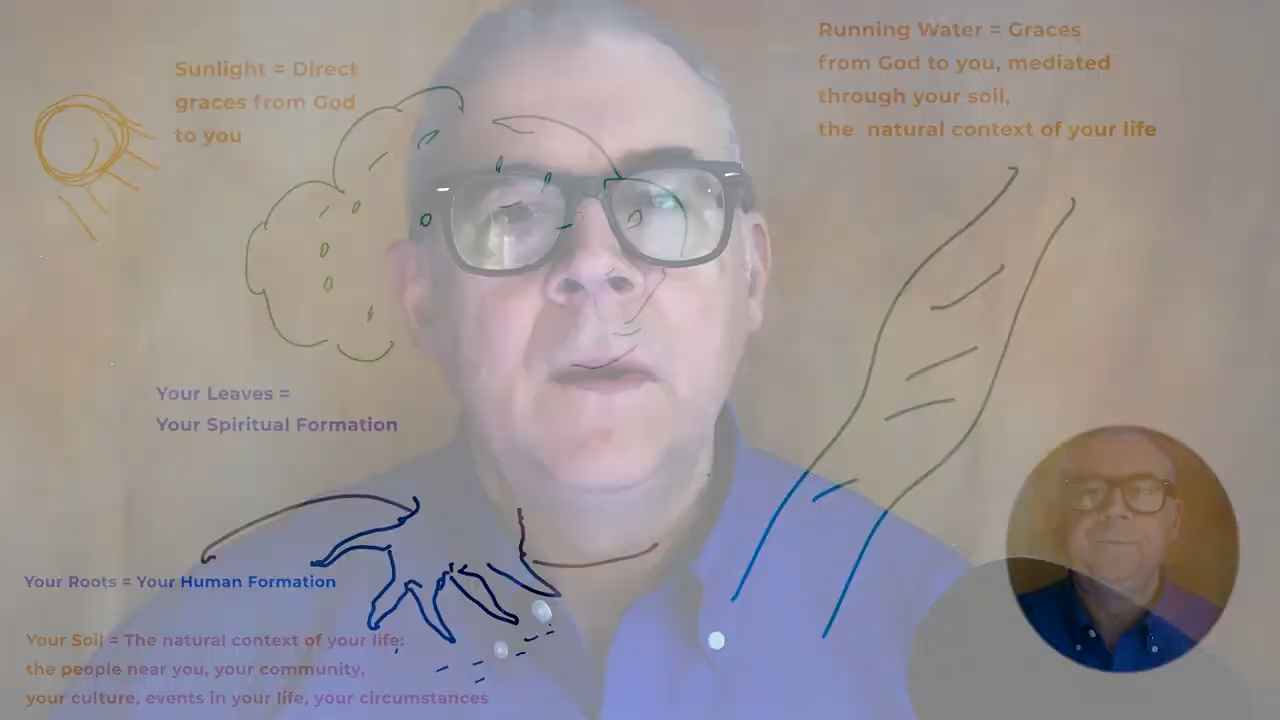 Sunlight = Direct
graces from God
to you
Running Water = Graces
from God to you, mediated
through your soil,
the  natural context of your life
Your Leaves =
Your Spiritual Formation
Your Roots = Your Human Formation
Your Soil = The natural context of your life:
the people near you, your community,
your culture, events in your life, your circumstances